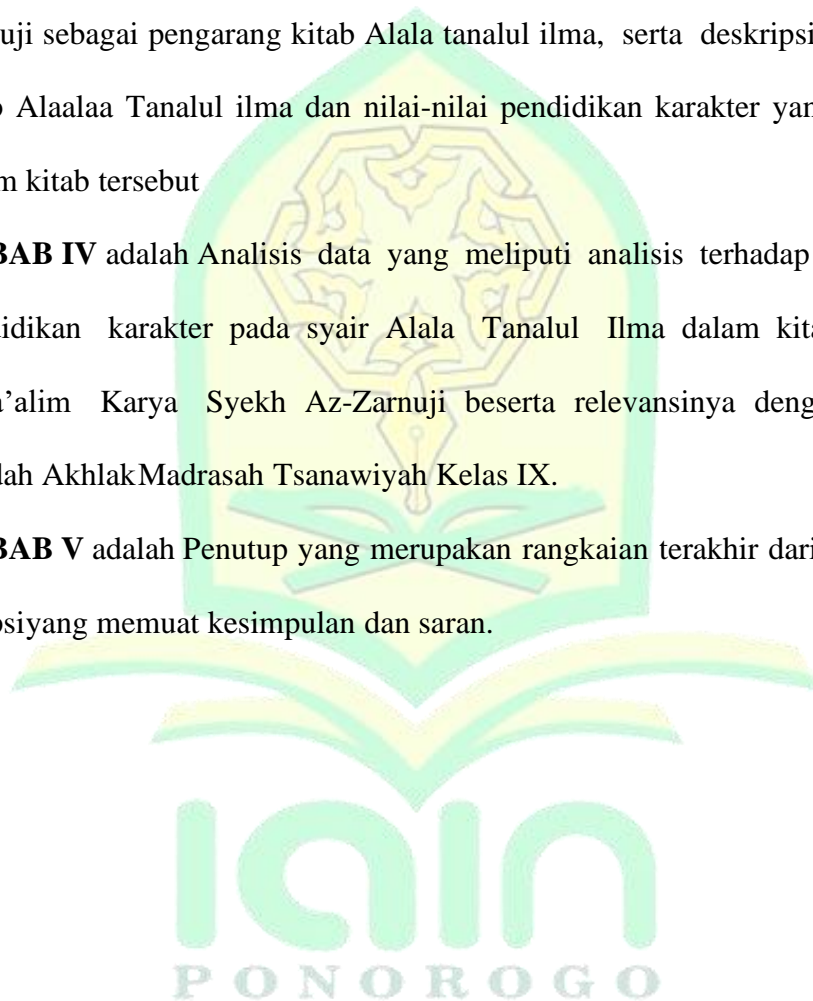 uji sebagai pengarang kitab Alala tanalul ilma, serta deskripsi
Alaalaa Tanalul ilma dan nilai-nilai pendidikan karakter yan
m kitab tersebut
BAB IV adalah Analisis data yang meliputi analisis terhadap
idikan karakter pada syair Alala Tanalul Ilma dalam kita
a’alim Karya Syekh Az-Zarnuji beserta relevansinya deng
dah AkhlakMadrasah Tsanawiyah Kelas IX.
BAB V adalah Penutup yang merupakan rangkaian terakhir dari
siyang memuat kesimpulan dan saran.
iain
PONOROGO